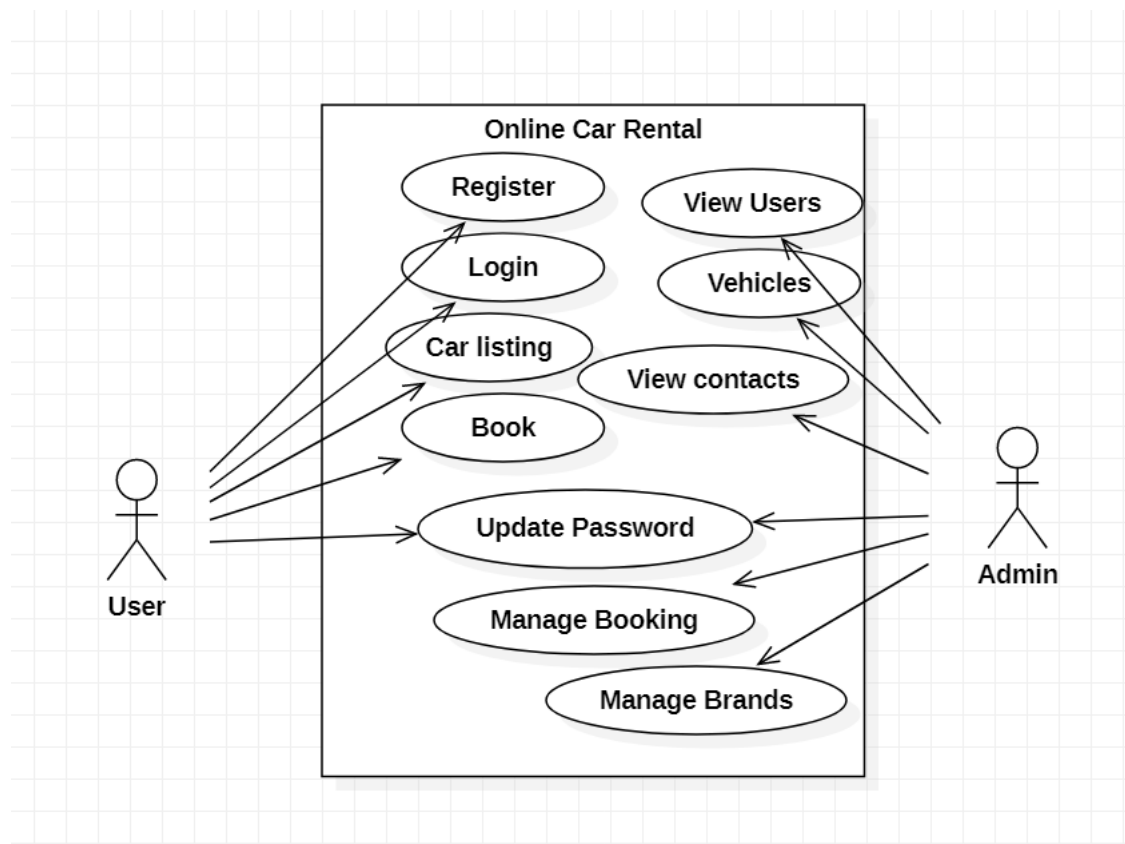 Online Car Rental
Register
View Users
Login
Vehicles
Car listing
View contacts
Book
Update Password
Admin
User
Manage Booking
Manage Brands